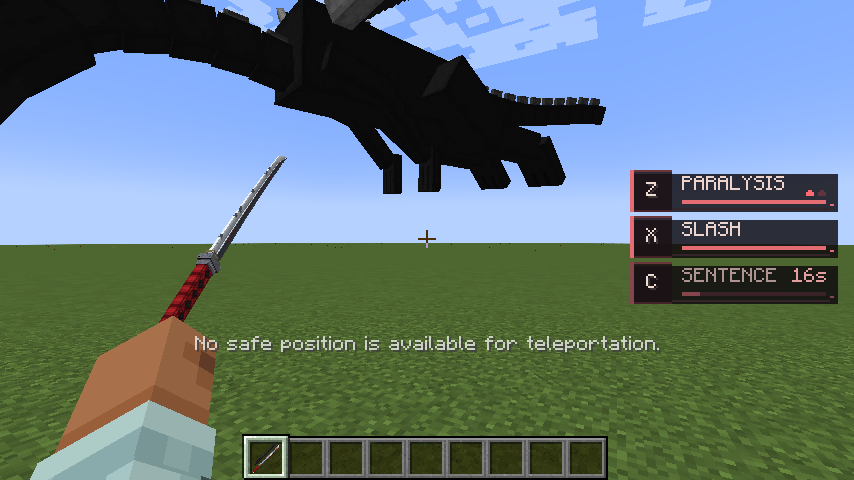 Z PARALYSIS
X SLASH
C SENTENCE 16s
No safe position is available for teleportation.